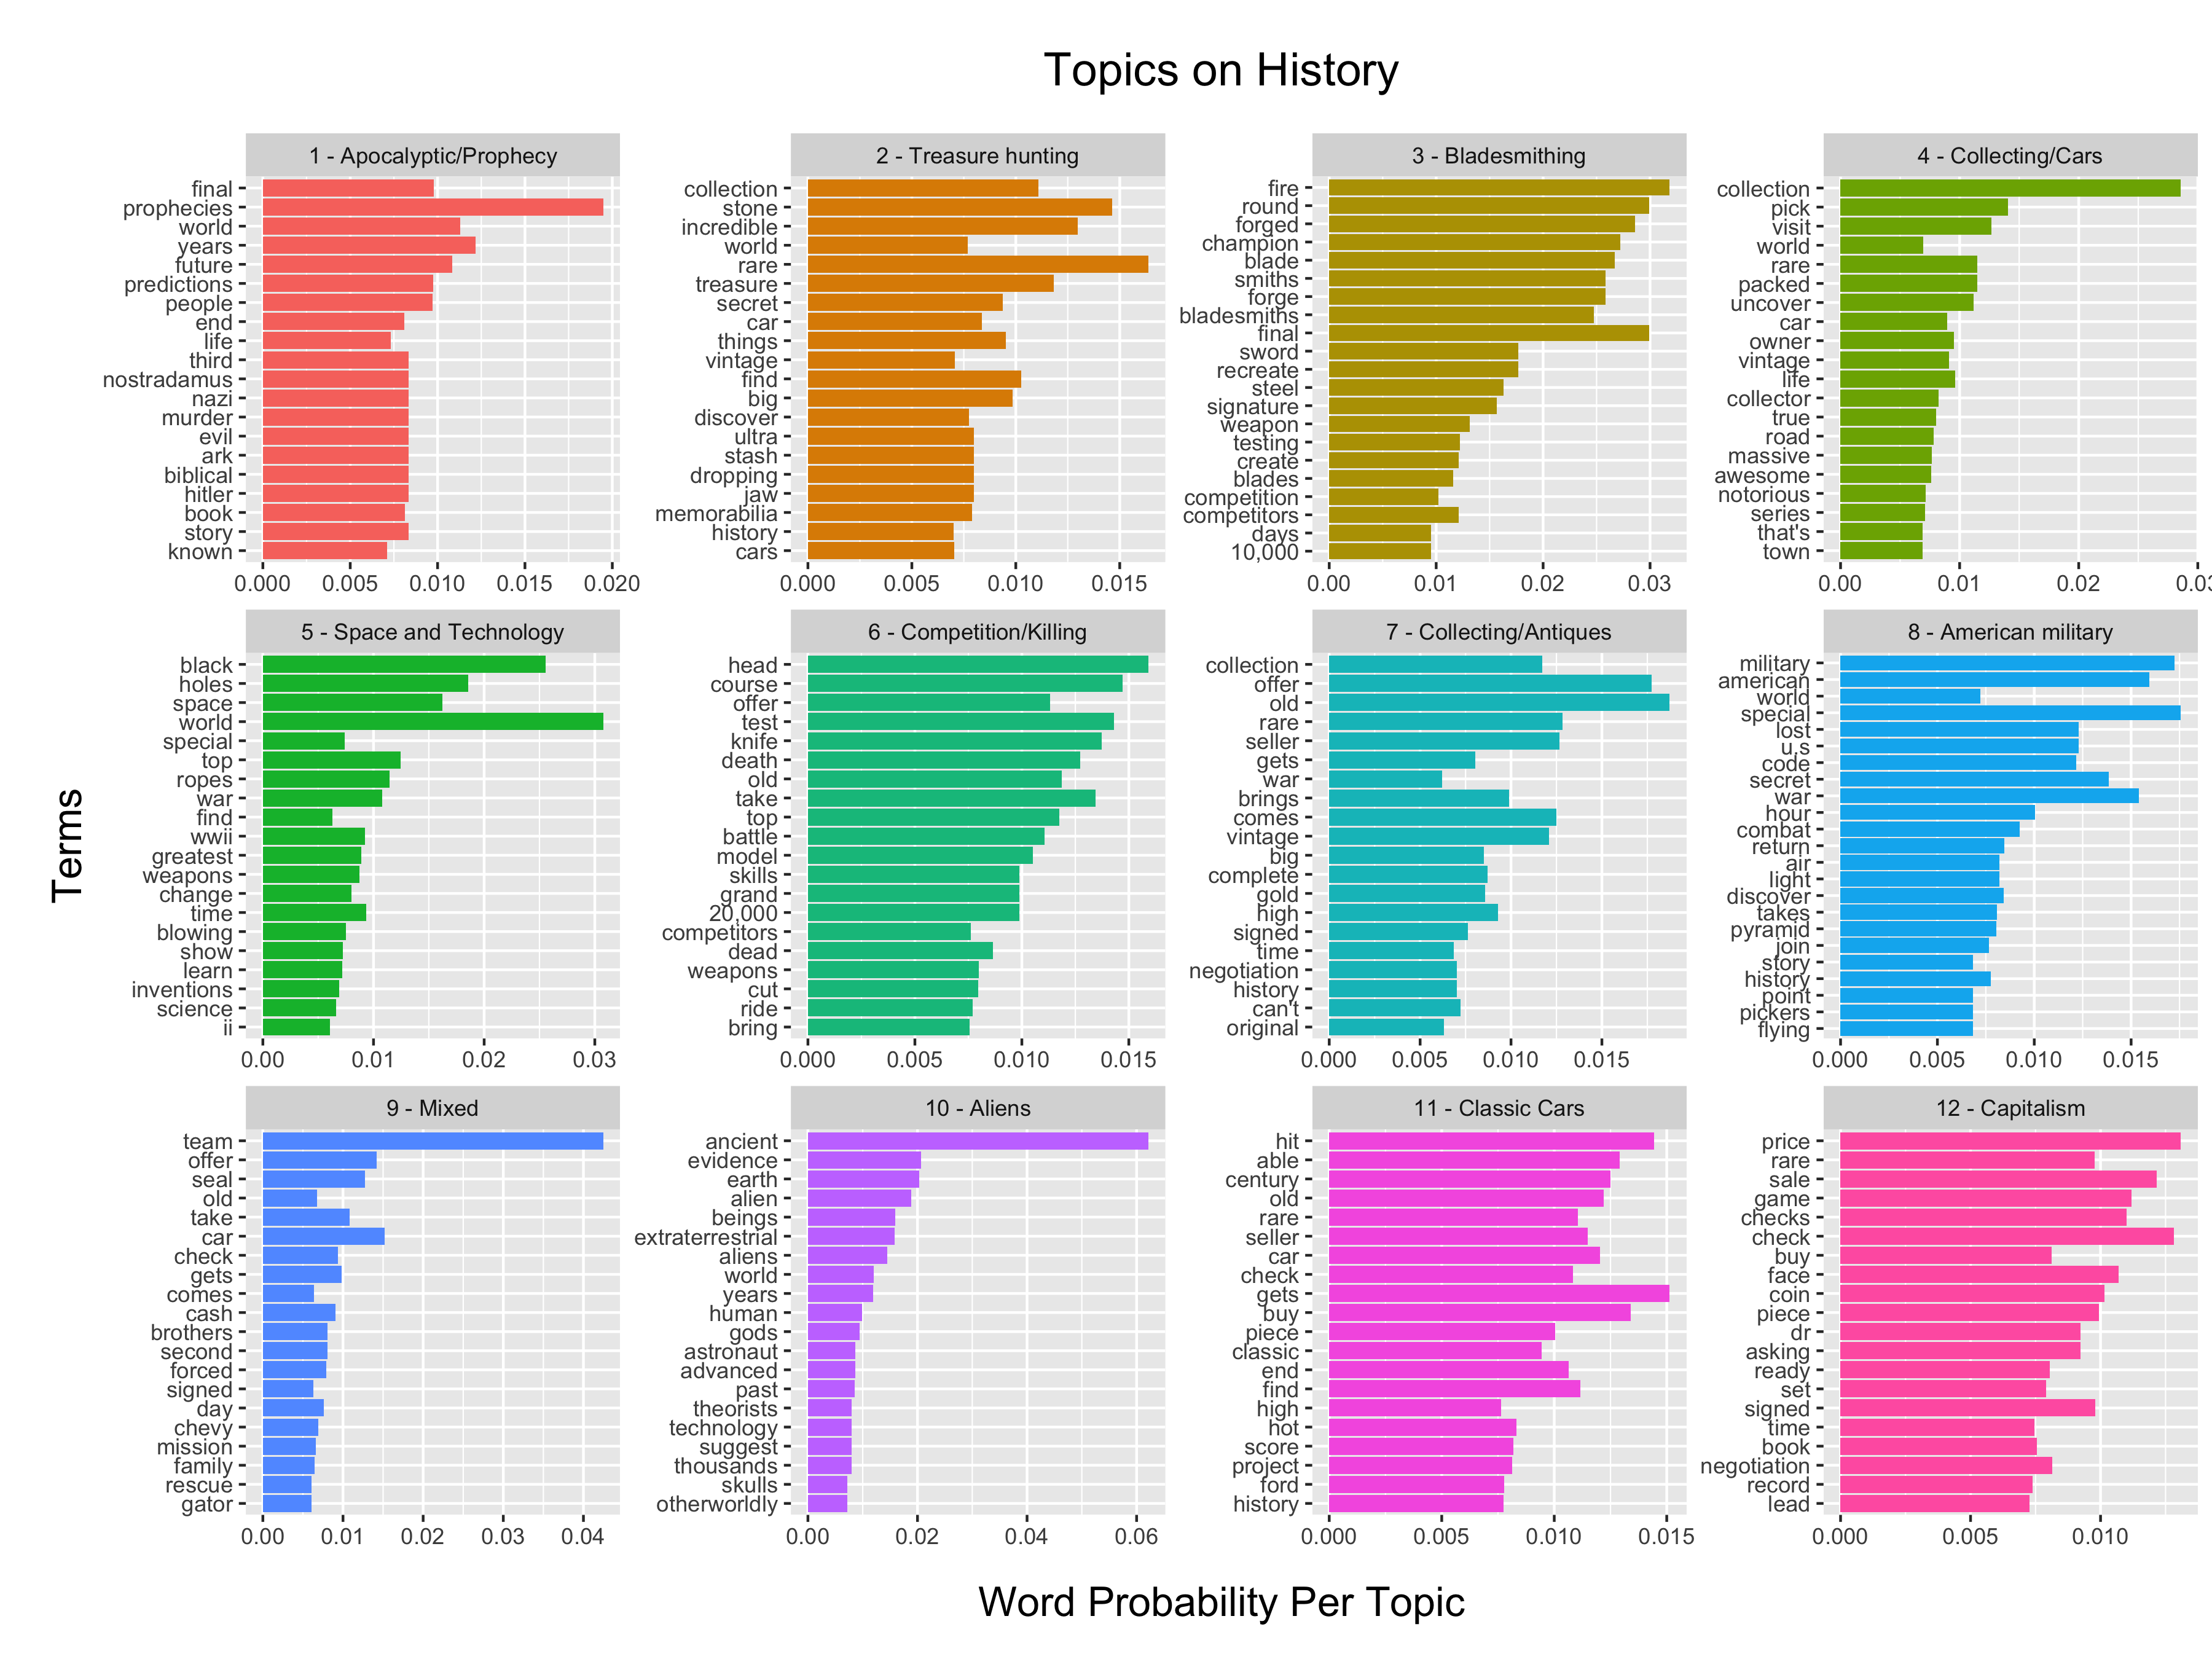 Topics on History
1 - Apocalyptic/Prophecy
final
prophecies
world
years
future
predictions
people
end
life
third
nostradamus
nazi
murder
evil
ark
biblical
hitler
book
story
known
0.000 0.005 0.010 0.015 0.020
2 - Treasure hunting
collection
stone
incredible
world
rare
treasure
secret
car
things
vintage
find
big
discover
ultra
stash
dropping
jaw
memorabilia
history
cars
0.000 0.005 0.010 0.015
3 - Bladesmithing
fire
round
forged
champion
blade
smiths
forge
bladesmiths
final
sword
recreate
steel
signature
weapon
testing
create
blades
competition
competitors
days
10,000
0.00 0.01 0.02 0.03
4 - Collecting/Cars
collection
pick
visit
world
rare
packed
uncover
car
owner
vintage
life
collector
true
road
massive
awesome
notorious
series
that's
town
0.00 0.01 0.02
5 - Space and Technology
black
holes
space
world
special
top
ropes
war
find
wwii
greatest
weapons
change
time
blowing
show
learn
inventions
science
ii
0.00 0.01 0.02 0.03
6 - Competition/Killing
head
course
offer
test
knife
death
old
take
top
battle
model
skills
grand
20,000
competitors
dead
weapons
cut
ride
bring
0.000 0.005 0.010 0.015
7 - Collecting/Antiques
collection
offer
old
rare
seller
gets
war
brings
comes
vintage
big
complete
gold
high
signed
time
negotiation
history
can't
original
0.000 0.005 0.010 0.015
8 - American military
military
american
world
special
lost
u.s
code
secret
war
hour
combat
return
air
light
discover
takes
pyramid
join
story
history
point
pickers
flying
0.000 0.005 0.010 0.015
9 - Mixed
team
offer
seal
old
take
car
check
gets
comes
cash
brothers
second
forced
signed
day
chevy
mission
family
rescue
gator
0.00 0.01 0.02 0.03 0.04
10 - Aliens
ancient
evidence
earth
alien
beings
extraterrestrial
aliens
world
years
human
gods
astronaut
advanced
past
theorists
technology
suggest
thousands
skulls
otherworldly
0.00 0.02 0.04 0.06
11 - Classic Cars
hit
able
century
old
rare
seller
car
check
gets
buy
piece
classic
end
find
high
hot
score
project
ford
history
0.000 0.005 0.010 0.015
12 - Capitalism
price
rare
sale
game
checks
check
buy
face
coin
piece
dr
asking
ready
set
signed
time
book
negotiation
record
lead
0.000 0.005 0.010
Terms
Word Probability Per Topic